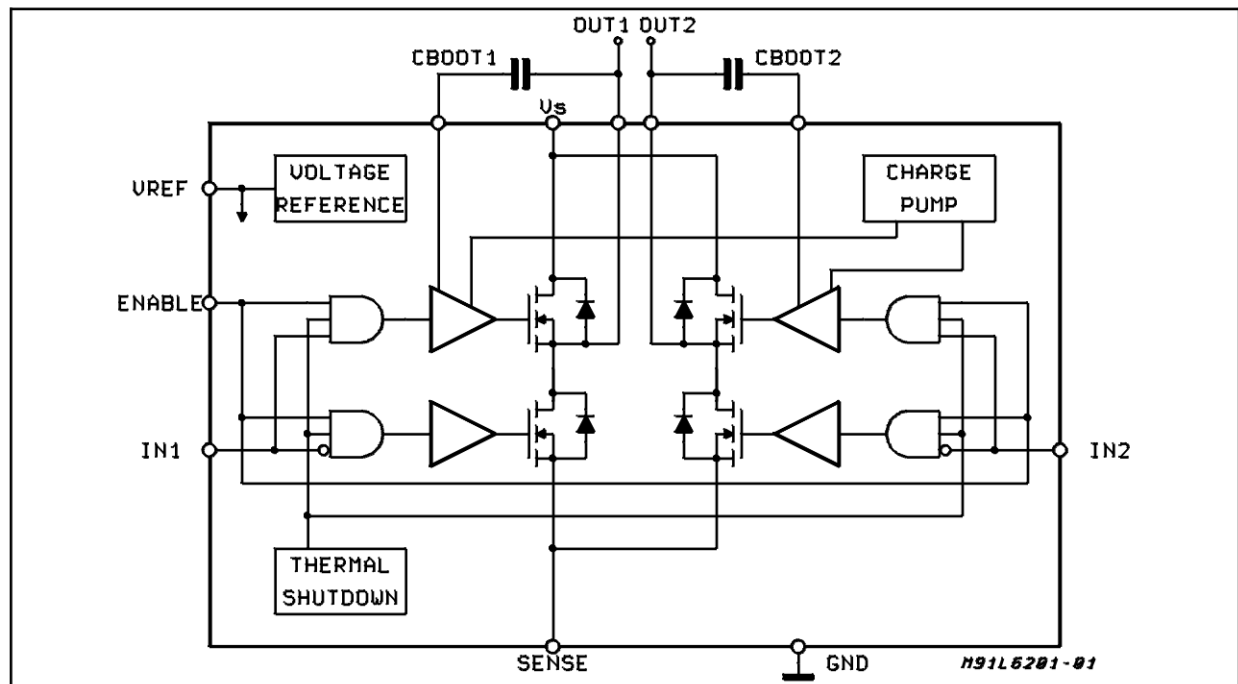 OUT1 OUT2
CBOOT1
CBOOT2
Vs
VOLTAGE
REFERENCE
CHARGE
PUMP
VREF
ENABLE
IN1
IN2
THERMAL
SHUTDOWN
SENSE
GND
M91L6201-01